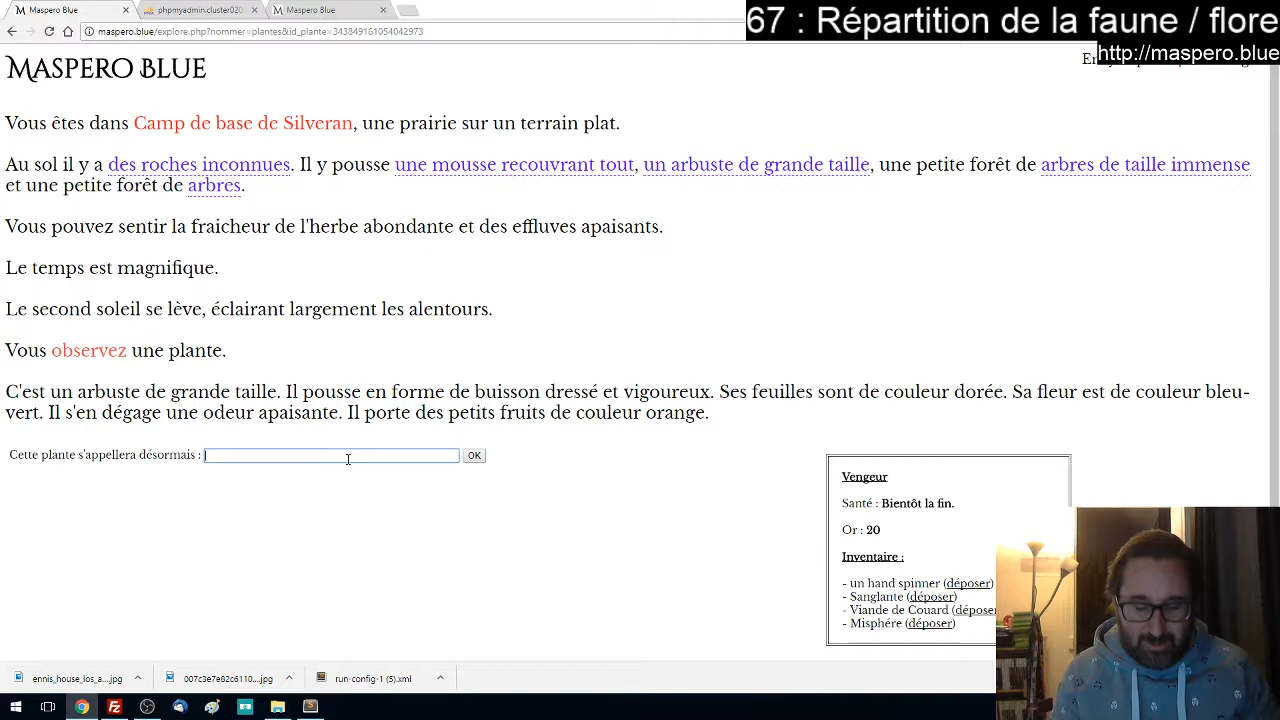 Maspero Blue
phpmyadmin.cluster020
Maspero Blue
67 : Répartition de la faune / flore
maspero.blue/explore.php?nommer=plantes&id_plante=343849161054042973
http://maspero.blue
Maspero Blue
Vous êtes dans Camp de base de Silveran, une prairie sur un terrain plat.
Au sol il y a des roches inconnues. Il y pousse une mousse recouvrant tout, un arbuste de grande taille, une petite forêt de arbres de taille immense
et une petite forêt de arbres.
Vous pouvez sentir la fraicheur de l'herbe abondante et des effluves apaisants.
Le temps est magnifique.
Le second soleil se lève, éclairant largement les alentours.
Vous observez une plante.
C'est un arbuste de grande taille. Il pousse en forme de buisson dressé et vigoureux. Ses feuilles sont de couleur dorée. Sa fleur est de couleur bleu-
vert. Il s'en dégage une odeur apaisante. Il porte des petits fruits de couleur orange.
Cette plante s'appellera désormais : OK
Vengeur
Santé : Bientôt la fin.
Or : 20
Inventaire :
- un hand spinner (déposer)
- Sanglante (déposer)
- Viande de Couard (déposer
- Misphére (déposer)
ennis_house_los_a....jpg
007c3e7e82c6110...jpg
run-config-1 (5).xml